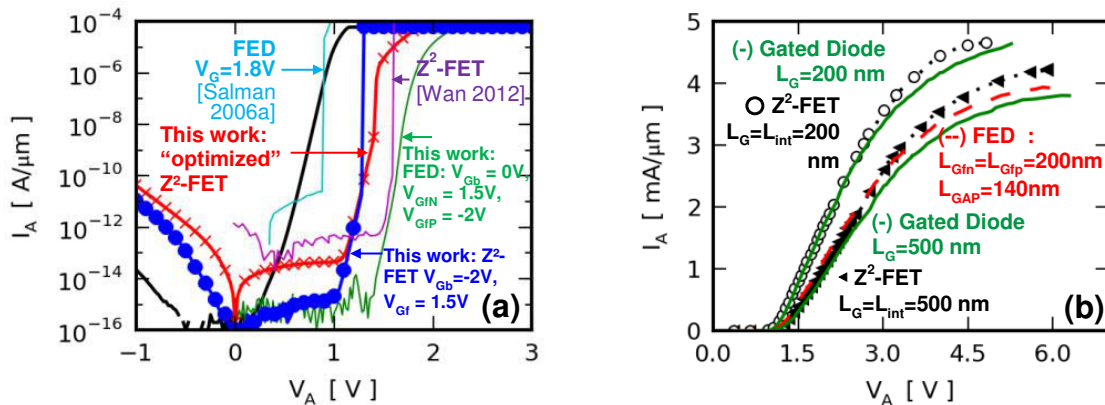 10⁻⁴
10⁻⁶
10⁻⁸
10⁻¹⁰
10⁻¹²
10⁻¹⁴
10⁻¹⁶
I_A [ A/μm ]
−1
0
1
2
3
V_A [ V ]
FED
V_G=1.8V
[Salman
2006a]
Z²-FET
[Wan 2012]
This work:
“optimized”
Z²-FET
This work:
FED: V_Gb = 0V,
V_GfN = 1.5V,
V_GfP = -2V
This work: Z²-
FET V_Gb=-2V,
V_Gf = 1.5V
(a)
5
4
3
2
1
0
I_A [ mA/μm ]
0.0
1.5
3.0
4.5
6.0
V_A [ V ]
(-) Gated Diode
L_G=200 nm
Z²-FET
L_G=L_int=200
nm
(--) FED :
L_Gfn=L_Gfp=200nm
L_GAP=140nm
(-) Gated Diode
L_G=500 nm
Z²-FET
L_G=L_int=500 nm
(b)